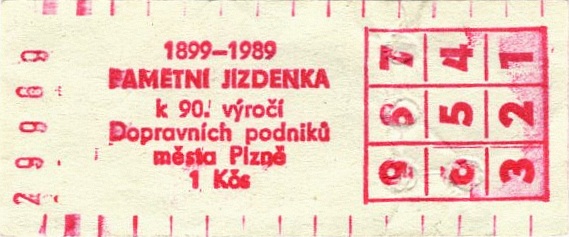 1899–1989
PAMĚTNÍ JÍZDENKA
k 90. výročí
Dopravních podniků
města Plzně
1 Kčs
7 4 1
8 5 2
9 6 3